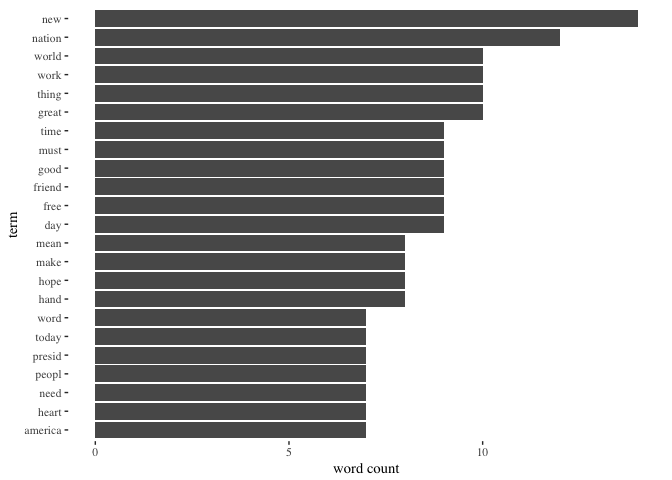 new
nation
world
work
thing
great
time
must
good
friend
free
day
mean
make
hope
hand
word
today
presid
peopl
need
heart
america
term
0 5 10
word count